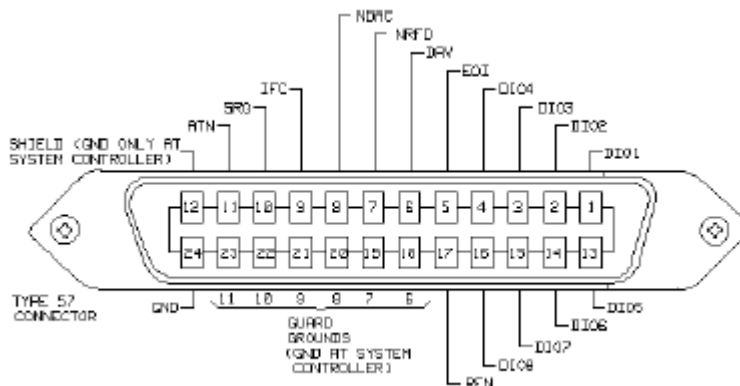 NDAC
NRFD
DAV
EOI
IFC
DIO4
SRQ
DIO3
ATN
DIO2
SHIELD (GND ONLY AT
SYSTEM CONTROLLER)
DIO1
12 11 10 9 8 7 6 5 4 3 2 1
24 23 22 21 20 19 18 17 16 15 14 13
TYPE 57
CONNECTOR
GND
11 10 9 8 7 6
DIO5
GUARD
GROUNDS
(GND AT SYSTEM
CONTROLLER)
DIO6
DIO7
DIO8
REN